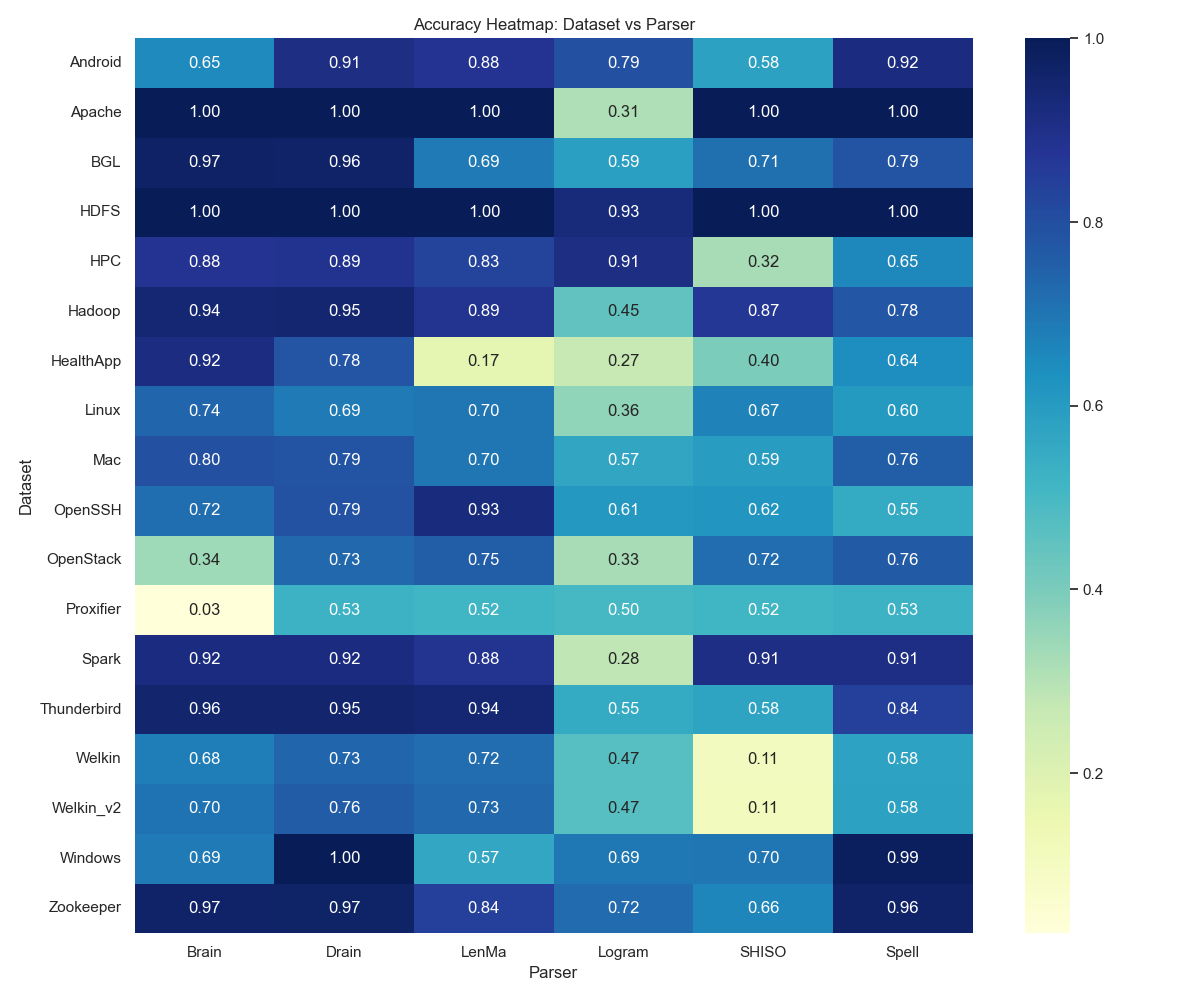 Accuracy Heatmap: Dataset vs Parser
Android 0.65 0.91 0.88 0.79 0.58 0.92
Apache 1.00 1.00 1.00 0.31 1.00 1.00
BGL 0.97 0.96 0.69 0.59 0.71 0.79
HDFS 1.00 1.00 1.00 0.93 1.00 1.00
HPC 0.88 0.89 0.83 0.91 0.32 0.65
Hadoop 0.94 0.95 0.89 0.45 0.87 0.78
HealthApp 0.92 0.78 0.17 0.27 0.40 0.64
Linux 0.74 0.69 0.70 0.36 0.67 0.60
Mac 0.80 0.79 0.70 0.57 0.59 0.76
OpenSSH 0.72 0.79 0.93 0.61 0.62 0.55
OpenStack 0.34 0.73 0.75 0.33 0.72 0.76
Proxifier 0.03 0.53 0.52 0.50 0.52 0.53
Spark 0.92 0.92 0.88 0.28 0.91 0.91
Thunderbird 0.96 0.95 0.94 0.55 0.58 0.84
Welkin 0.68 0.73 0.72 0.47 0.11 0.58
Welkin_v2 0.70 0.76 0.73 0.47 0.11 0.58
Windows 0.69 1.00 0.57 0.69 0.70 0.99
Zookeeper 0.97 0.97 0.84 0.72 0.66 0.96
Brain Drain LenMa Logram SHISO Spell
Parser
Dataset
1.0
0.8
0.6
0.4
0.2